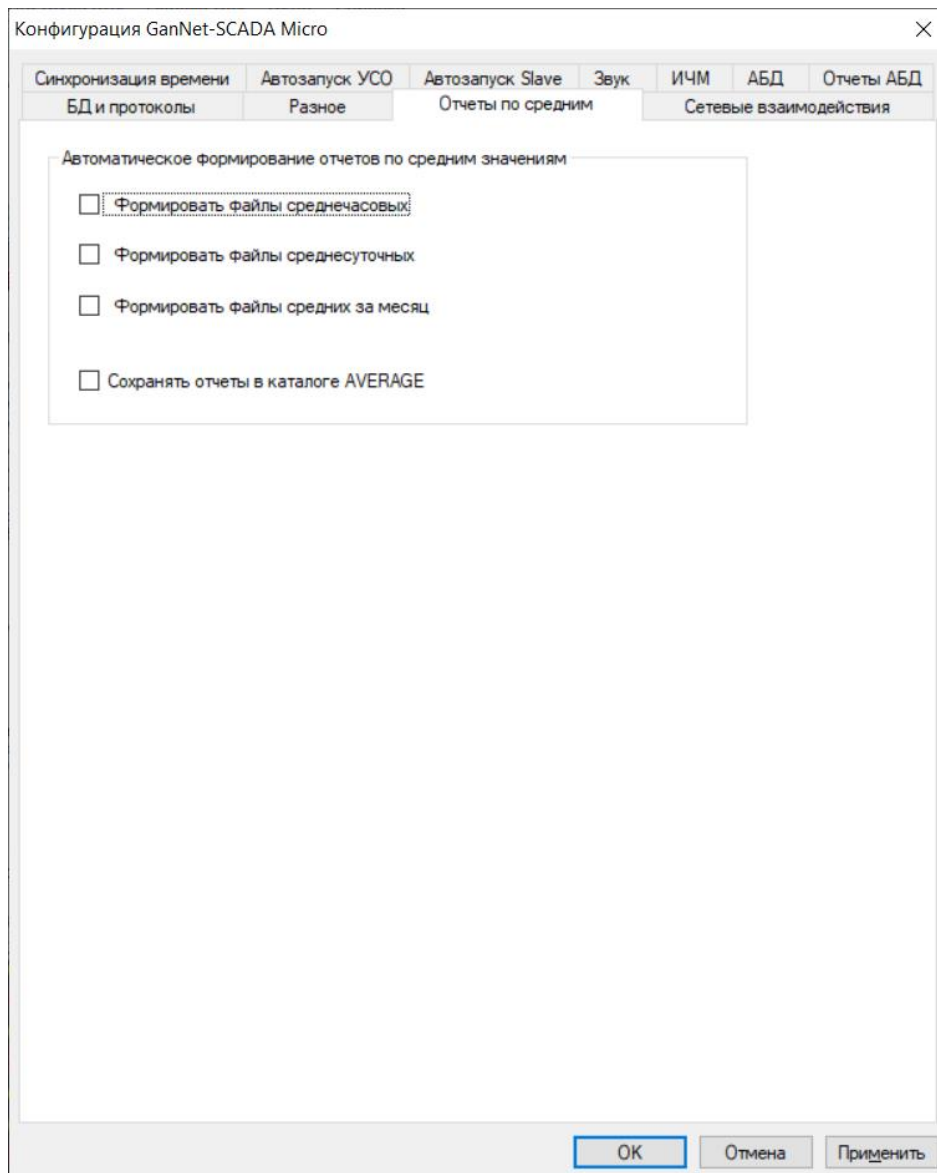 Конфигурация GanNet-SCADA Micro
Синхронизация времени Автозапуск УСО Автозапуск Slave Звук ИЧМ АБД Отчеты АБД
БД и протоколы Разное Отчеты по средним Сетевые взаимодействия
Автоматическое формирование отчетов по средним значениям
Формировать файлы среднечасовых
Формировать файлы среднесуточных
Формировать файлы средних за месяц
Сохранять отчеты в каталоге AVERAGE
OK Отмена Применить